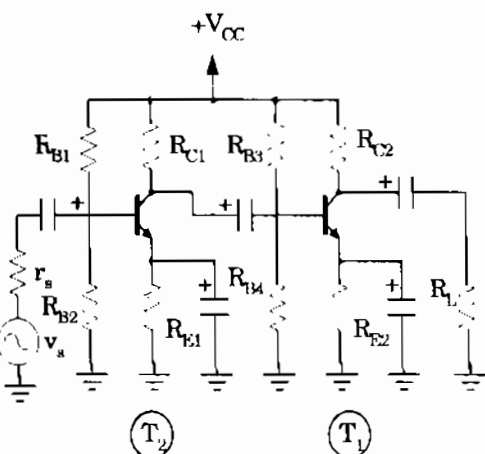 +V_CC
R_B1
R_C1
R_B3
R_C2
+
+
+
r_s
R_B2
v_s
R_E1
+
R_B4
R_E2
+
R_L
T_2
T_1